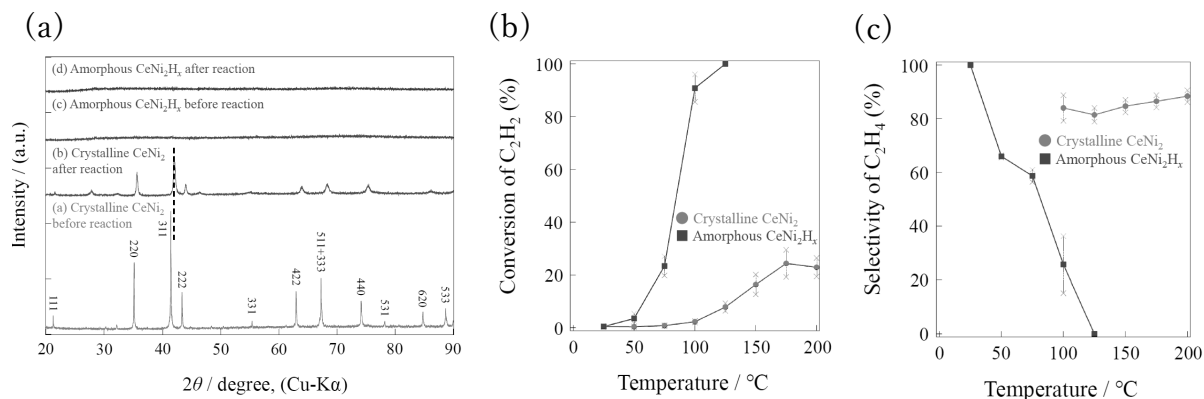 (a)
(d) Amorphous CeNi₂Hₓ after reaction
(c) Amorphous CeNi₂Hₓ before reaction
(b) Crystalline CeNi₂
after reaction
(a) Crystalline CeNi₂
before reaction
111
220
311
222
331
422
511+333
440
531
620
533
Intensity / (a.u.)
20 30 40 50 60 70 80 90
2θ / degree, (Cu-Kα)
(b)
Conversion of C₂H₂ (%)
100
80
60
40
20
0
Crystalline CeNi₂
Amorphous CeNi₂Hₓ
0 50 100 150 200
Temperature / °C
(c)
Selectivity of C₂H₄ (%)
100
80
60
40
20
0
Crystalline CeNi₂
Amorphous CeNi₂Hₓ
0 50 100 150 200
Temperature / °C